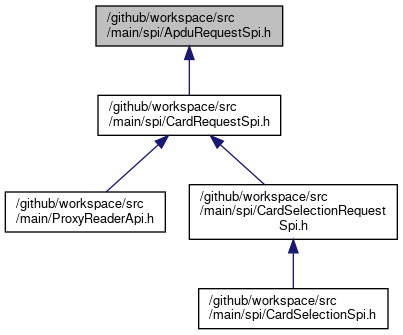 /github/workspace/src
/main/spi/ApduRequestSpi.h
/github/workspace/src
/main/spi/CardRequestSpi.h
/github/workspace/src
/main/ProxyReaderApi.h
/github/workspace/src
/main/spi/CardSelectionRequest
Spi.h
/github/workspace/src
/main/spi/CardSelectionSpi.h